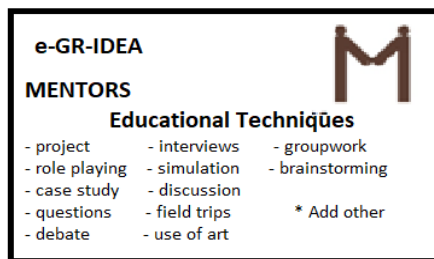 e-GR-IDEA
MENTORS
Educational Techniques
- project - interviews - groupwork
- role playing - simulation - brainstorming
- case study - discussion
- questions - field trips * Add other
- debate - use of art